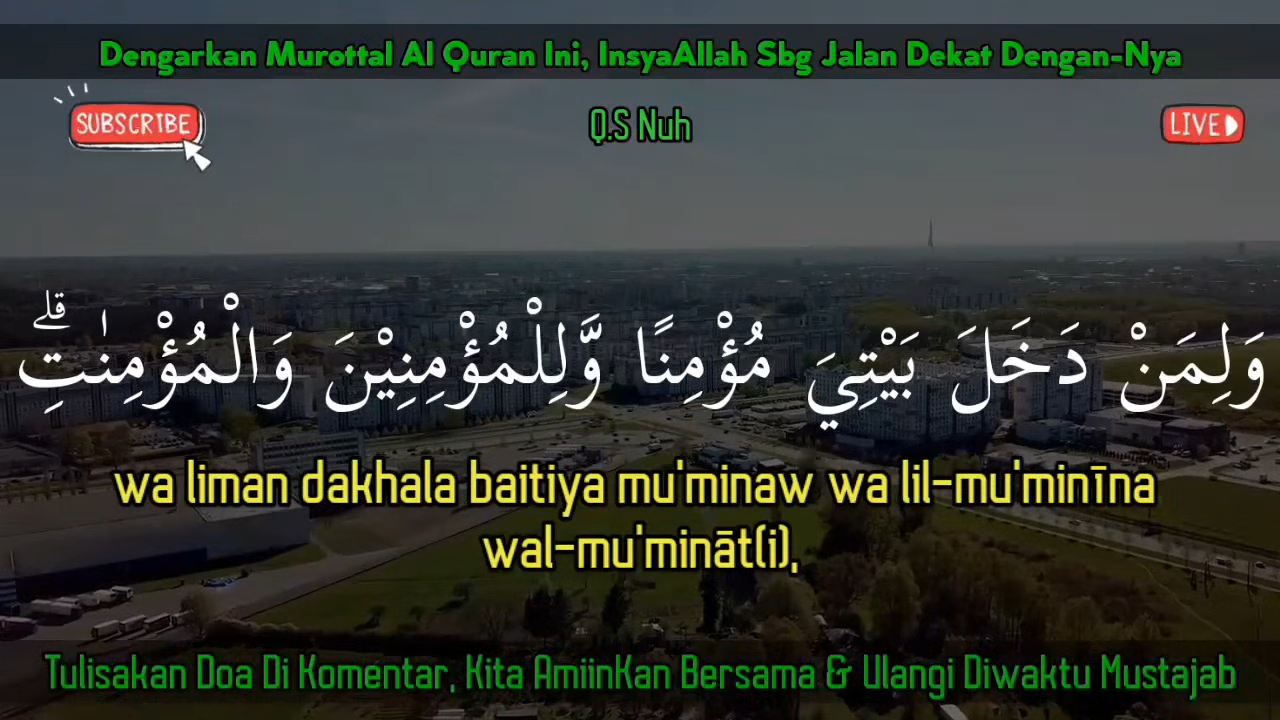 Dengarkan Murottal Al Quran Ini, InsyaAllah Sbg Jalan Dekat Dengan-Nya
SUBSCRIBE
Q.S Nuh
LIVE
وَلِمَنْ دَخَلَ بَيْتِيَ مُؤْمِنًا وَّلِلْمُؤْمِنِيْنَ وَالْمُؤْمِنٰتِۗ
wa liman dakhala baitiya mu'minaw wa lil-mu'minīna
wal-mu'mināt(i),
Tulisakan Doa Di Komentar, Kita AmiinKan Bersama & Ulangi Diwaktu Mustajab